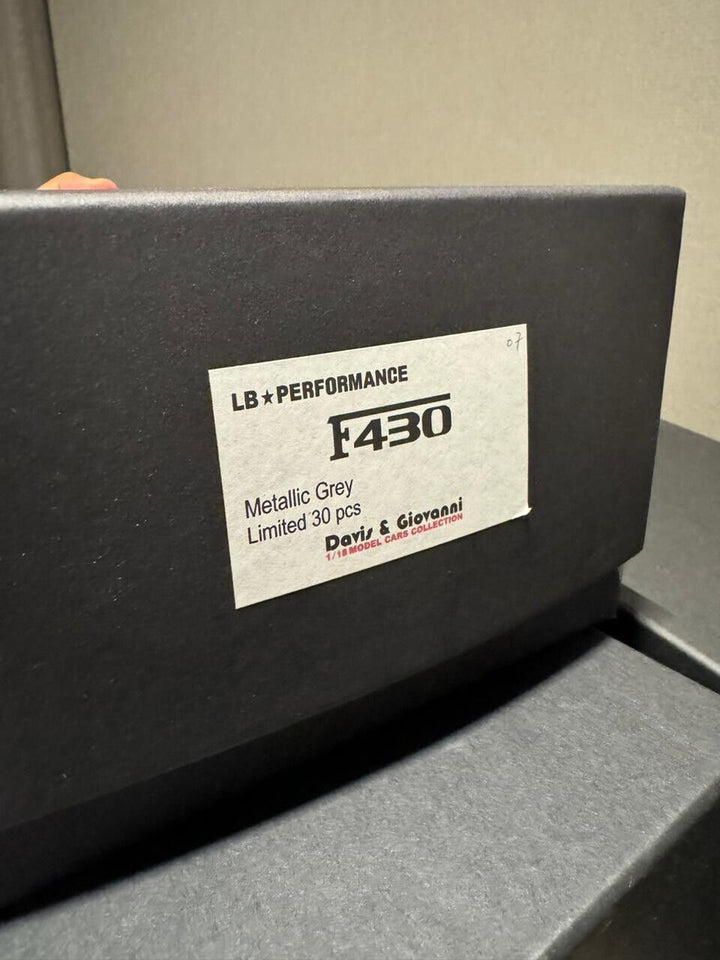 07
LB★PERFORMANCE
F430
Metallic Grey
Limited 30 pcs
Davis & Giovanni
1/18 MODEL CARS COLLECTION